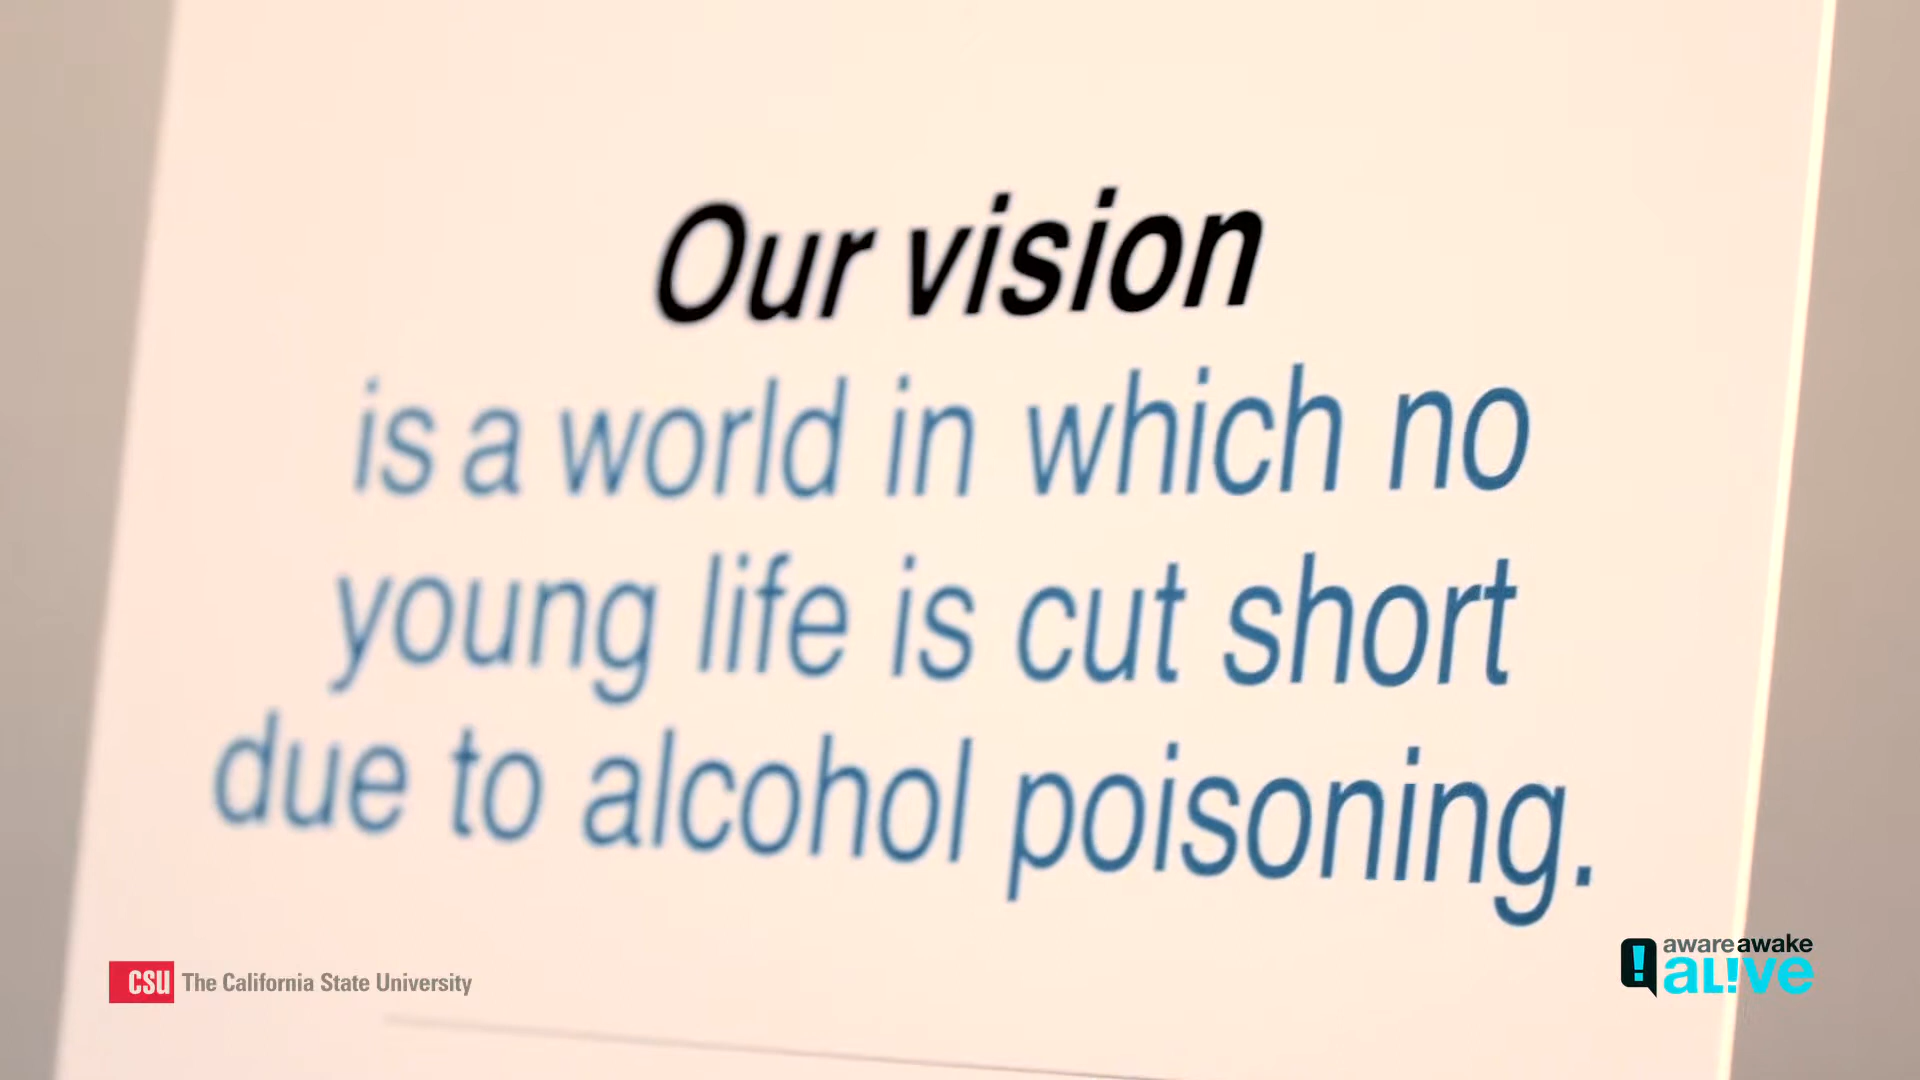 Our vision
is a world in which no
young life is cut short
due to alcohol poisoning.
CSU The California State University
aware awake
al!ve